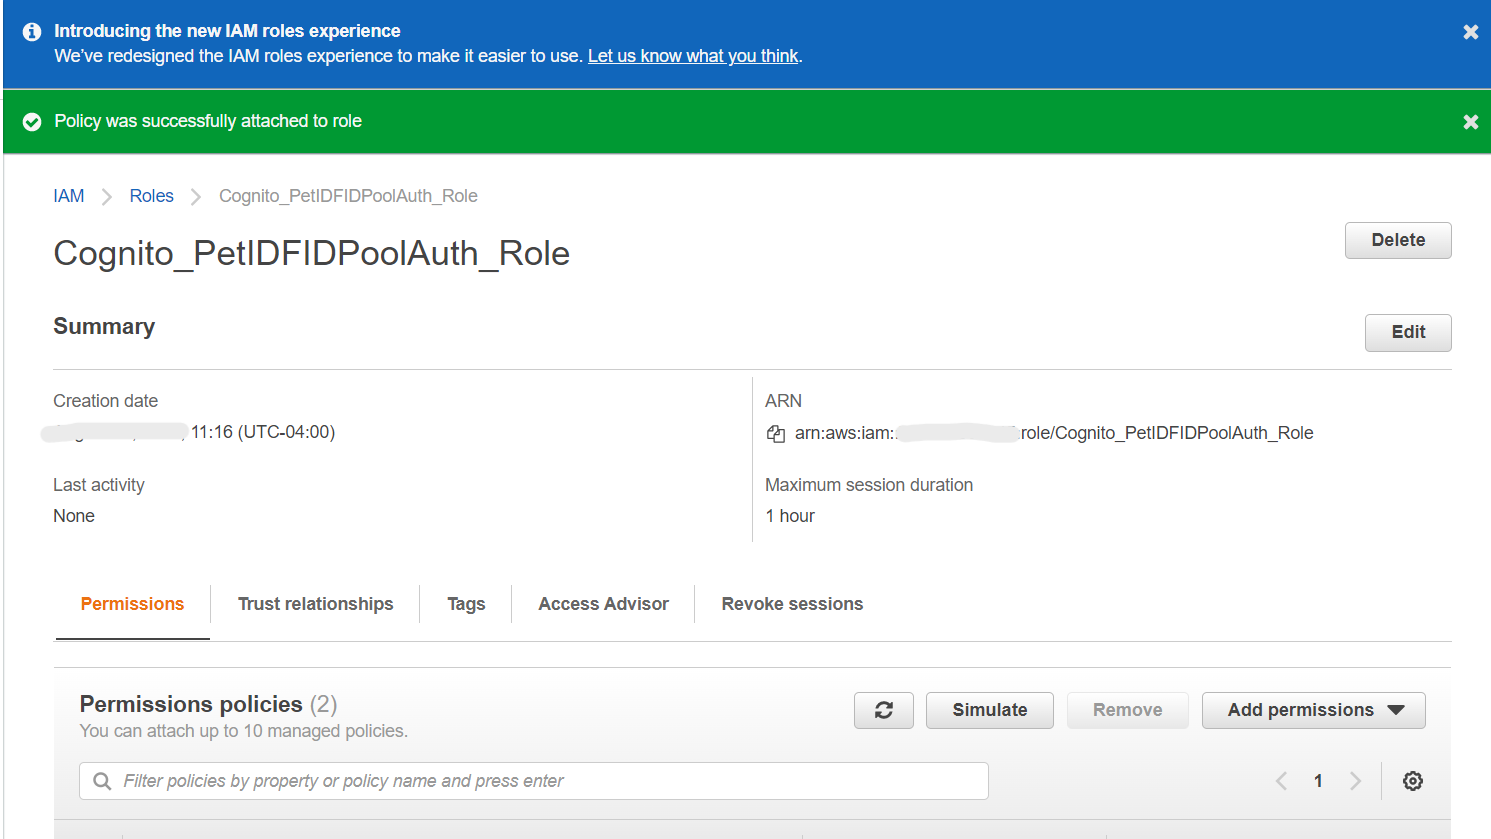 Introducing the new IAM roles experience
We've redesigned the IAM roles experience to make it easier to use. Let us know what you think.
Policy was successfully attached to role
IAM > Roles > Cognito_PetIDFIDPoolAuth_Role
Cognito_PetIDFIDPoolAuth_Role
Delete
Summary
Edit
Creation date
11:16 (UTC-04:00)
ARN
arn:aws:iam: role/Cognito_PetIDFIDPoolAuth_Role
Last activity
None
Maximum session duration
1 hour
Permissions Trust relationships Tags Access Advisor Revoke sessions
Permissions policies (2)
You can attach up to 10 managed policies.
Simulate Remove Add permissions
Filter policies by property or policy name and press enter
1